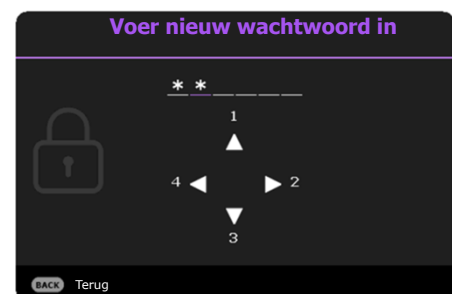 Voer nieuw wachtwoord in
* * _ _ _ _
1
4 2
3
BACK Terug